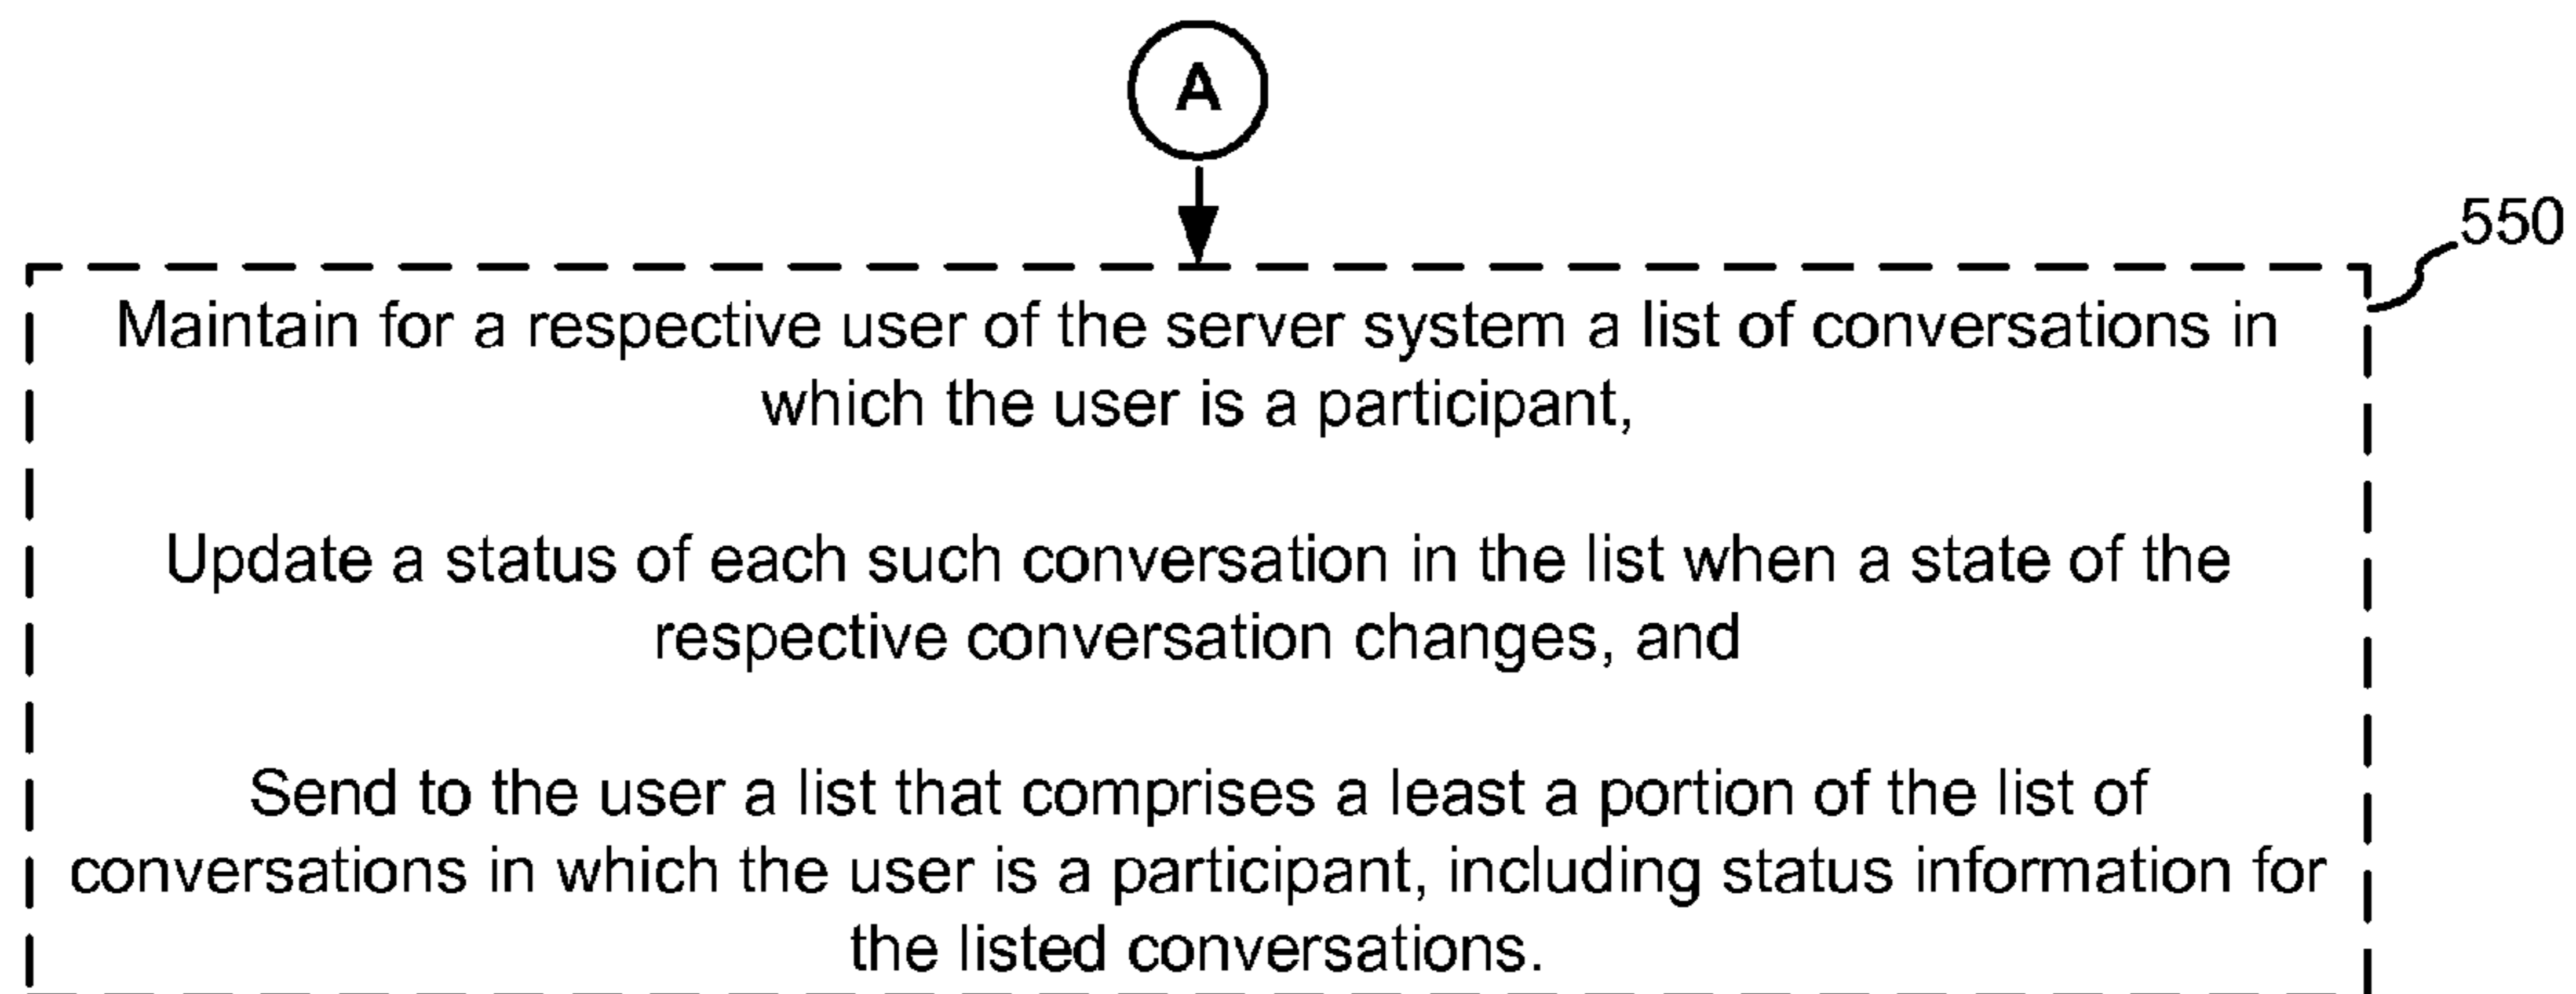 A
550
Maintain for a respective user of the server system a list of conversations in
which the user is a participant,
Update a status of each such conversation in the list when a state of the
respective conversation changes, and
Send to the user a list that comprises a least a portion of the list of
conversations in which the user is a participant, including status information for
the listed conversations.